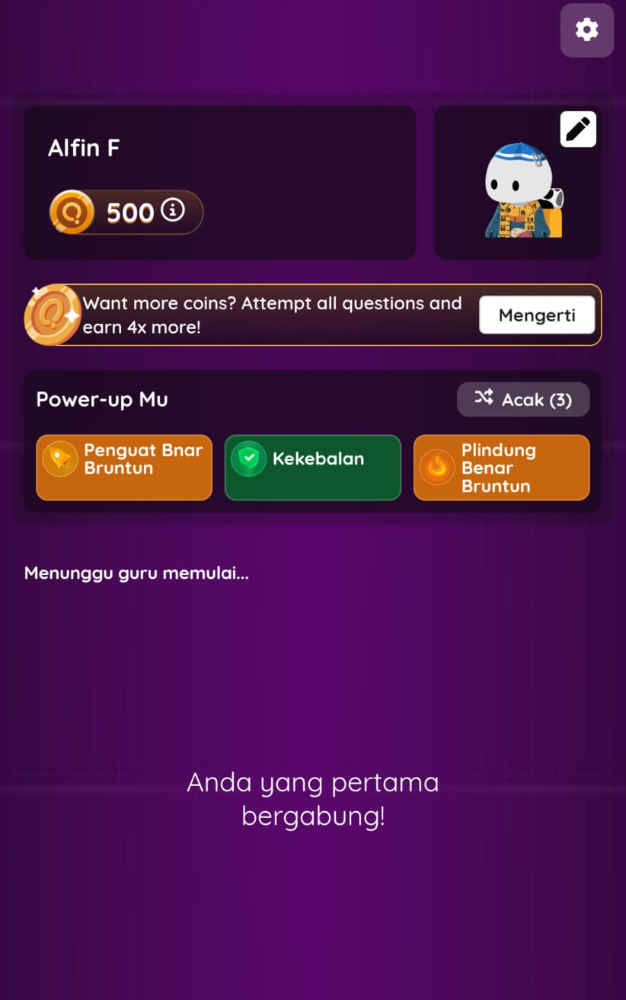 Alfin F
500
Want more coins? Attempt all questions and
earn 4x more!
Mengerti
Power-up Mu
Acak (3)
Penguat Bnar
Bruntun
Kekebalan
Plindung
Benar
Bruntun
Menunggu guru memulai...
Anda yang pertama
bergabung!